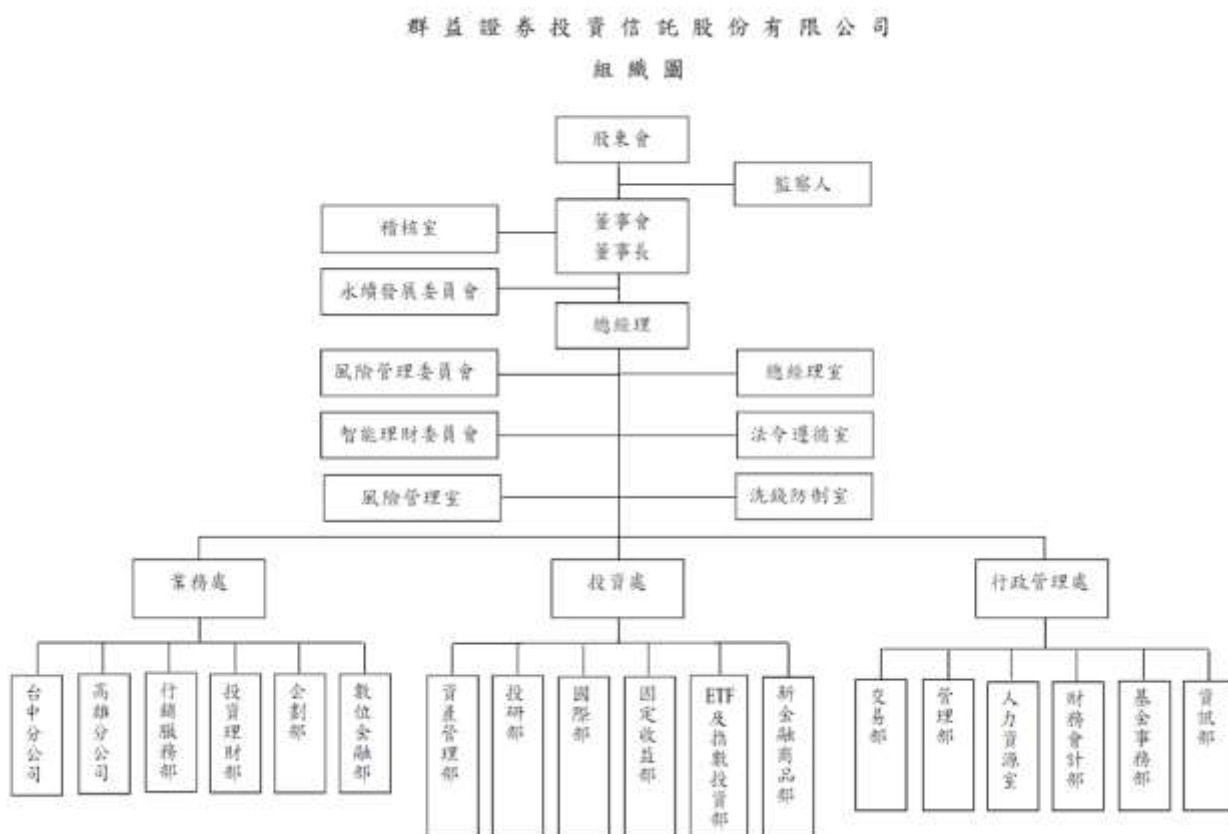 群益證券投資信託股份有限公司
組織圖
股東會
監察人
稽核室
董事會
董事長
永續發展委員會
總經理
風險管理委員會
總經理室
智能理財委員會
法令遵循室
風險管理室
洗錢防制室
業務處
投資處
行政管理處
台中分公司
高雄分公司
行銷服務部
投資理財部
企劃部
數位金融部
資產管理部
投研部
國際部
固定收益部
ETF及指數投資部
新金融商品部
交易部
管理部
人力資源室
財務會計部
基金事務部
資訊部